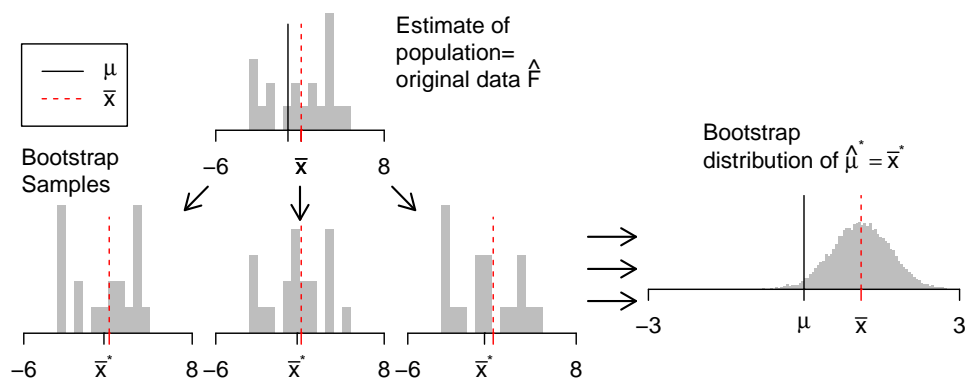 μ
x̄
Estimate of
population=
original data F̂
−6 x̄ 8
Bootstrap
Samples
Bootstrap
distribution of μ̂* = x̄*
−6 x̄* 8
−6 x̄* 8
−6 x̄* 8
−3 μ x̄ 3